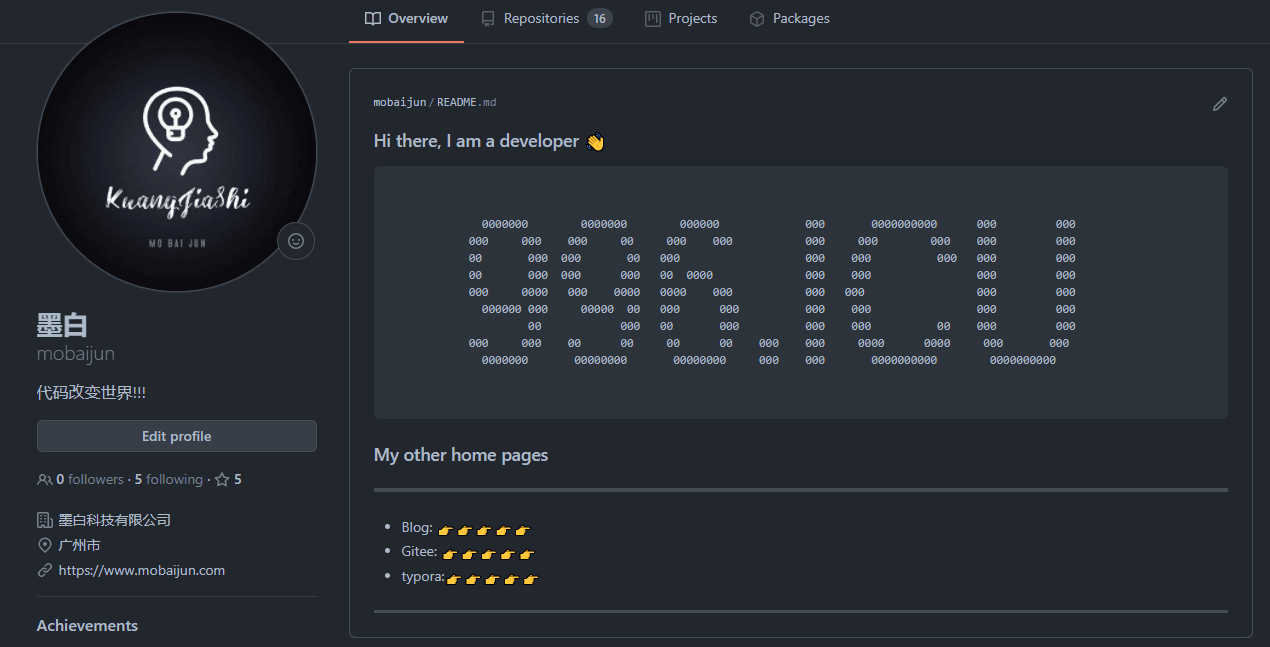 Overview Repositories 16 Projects Packages
KuangJiaShi
MO BAI JUN
墨白
mobaijun
代码改变世界!!!
Edit profile
0 followers · 5 following · 5
墨白科技有限公司
广州市
https://www.mobaijun.com
Achievements
mobaijun/README.md
Hi there, I am a developer 👋
0000000        0000000        000000             000       0000000000      000         000
000     000    000     00     000    000           000     000        000    000         000
00       000  000       00   000                   000    000          000   000         000
00       000  000      000   00  0000              000    000                000         000
000     0000   000    0000   0000    000           000   000                 000         000
000000 000     00000  00   000      000          000    000                000         000
00            000   00       000          000    000          00    000         000
000     000    00      00     00      00    000    000     0000      0000     000       000
0000000       00000000       00000000     000    000       0000000000        0000000000
My other home pages
Blog: 👉 👉 👉 👉 👉
Gitee: 👉 👉 👉 👉 👉
typora:👉 👉 👉 👉 👉